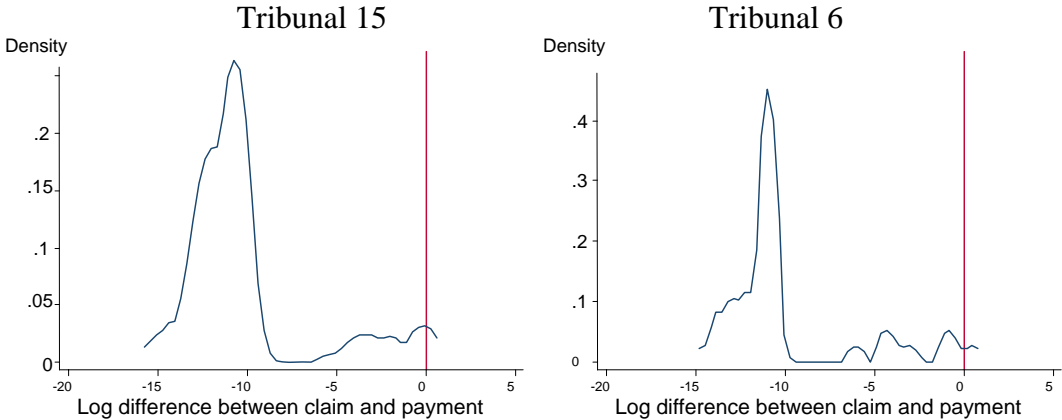 Tribunal 15
Density
.2
.15
.1
.05
0
-20 -15 -10 -5 0 5
Log difference between claim and payment
Tribunal 6
Density
.4
.3
.2
.1
0
-20 -15 -10 -5 0 5
Log difference between claim and payment